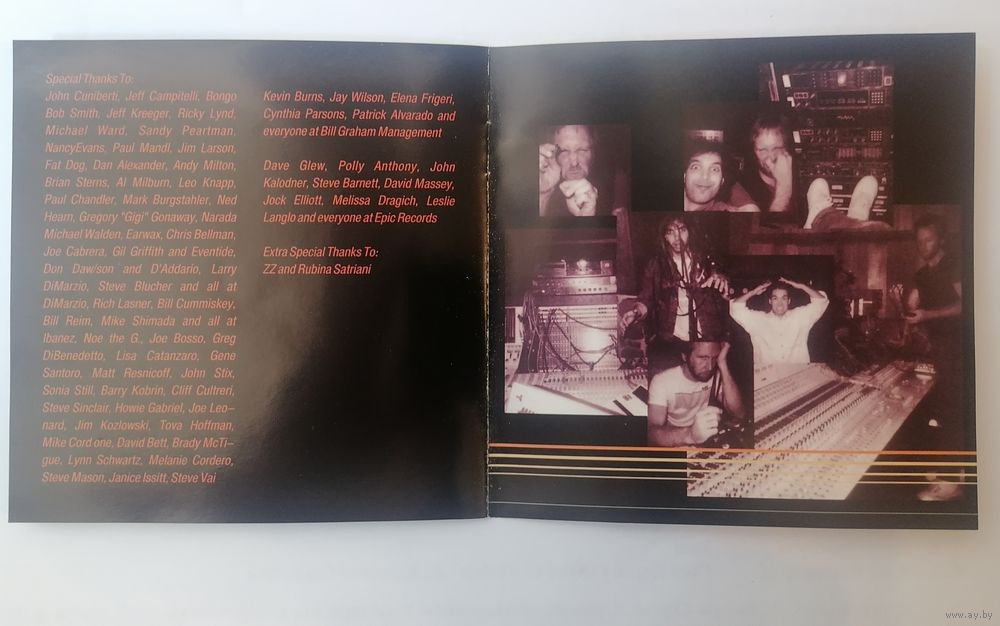 Special Thanks To:
John Cuniberti, Jeff Campitelli, Bongo
Bob Smith, Jeff Kreeger, Ricky Lynd,
Michael Ward, Sandy Peartman,
NancyEvans, Paul Mandl, Jim Larson,
Fat Dog, Dan Alexander, Andy Milton,
Brian Sterns, Al Milburn, Leo Knapp,
Paul Chandler, Mark Burgstahler, Ned
Hearn, Gregory "Gigi" Gonaway, Narada
Michael Walden, Earwax, Chris Bellman,
Joe Cabrera, Gil Griffith and Eventide,
Don Daw/son and D'Addario, Larry
DiMarzio, Steve Blucher and all at
DiMarzio, Rich Lasner, Bill Cummiskey,
Bill Reim, Mike Shimada and all at
Ibanez, Noe the G., Joe Bosso, Greg
DiBenedetto, Lisa Catanzaro, Gene
Santoro, Matt Resnicoff, John Stix,
Sonia Still, Barry Kobrin, Cliff Cultreri,
Steve Sinclair, Howie Gabriel, Joe Leo–
nard, Jim Kozlowski, Tova Hoffman,
Mike Cord one, David Bett, Brady McTi–
gue, Lynn Schwartz, Melanie Cordero,
Steve Mason, Janice Issitt, Steve Vai
Kevin Burns, Jay Wilson, Elena Frigeri,
Cynthia Parsons, Patrick Alvarado and
everyone at Bill Graham Management
Dave Glew, Polly Anthony, John
Kalodner, Steve Barnett, David Massey,
Jock Elliott, Melissa Dragich, Leslie
Langlo and everyone at Epic Records
Extra Special Thanks To:
ZZ and Rubina Satriani
www.ay.by